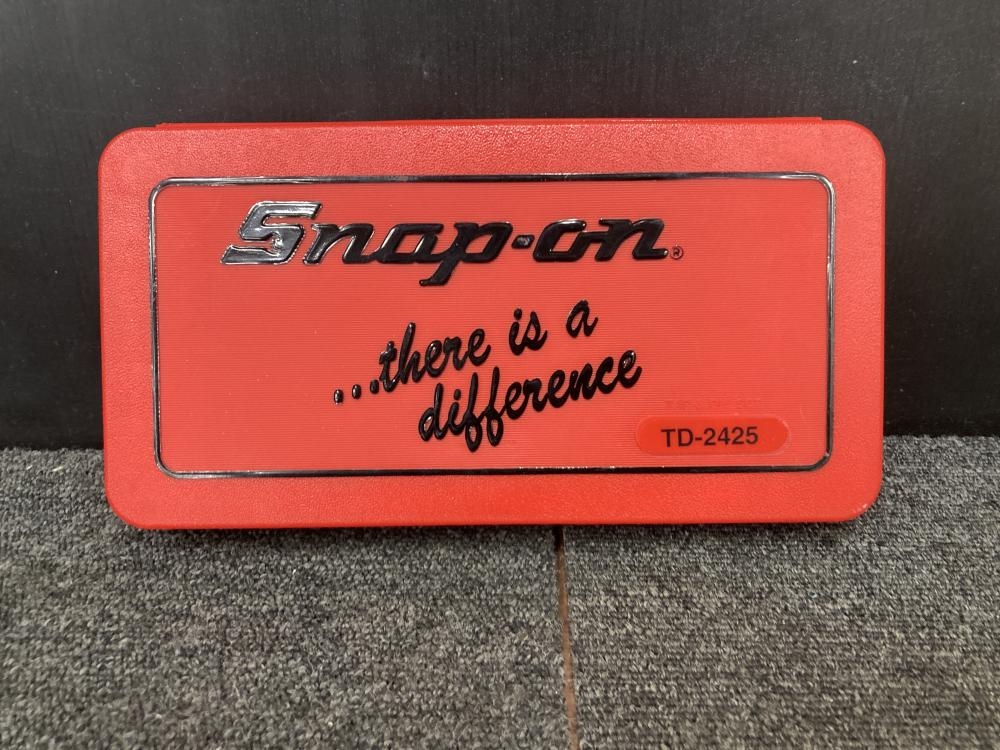 Snap-on®
...there is a
difference
TD-2425